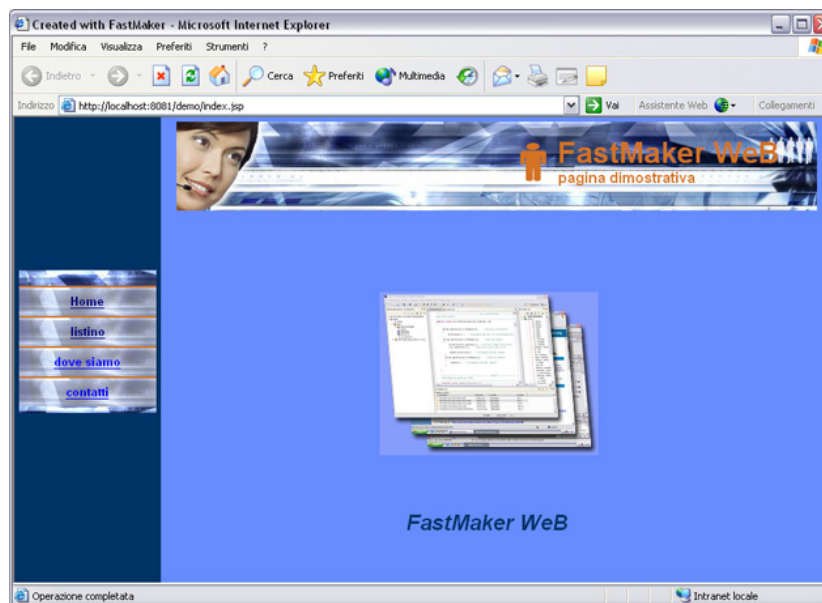 Created with FastMaker - Microsoft Internet Explorer
File Modifica Visualizza Preferiti Strumenti ?
Indietro Cerca Preferiti Multimedia
Indirizzo http://localhost:8081/demo/index.jsp Vai Assistente Web Collegamenti
FastMaker WeB
pagina dimostrativa
Home
listino
dove siamo
contatti
FastMaker WeB
Operazione completata Intranet locale